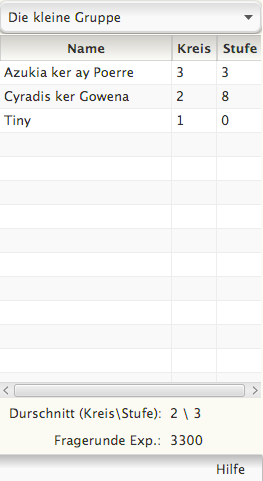 Die kleine Gruppe
Name Kreis Stufe
Azukia ker ay Poerre 3 3
Cyradis ker Gowena 2 8
Tiny 1 0
Durschnitt (Kreis\Stufe): 2 \ 3
Fragerunde Exp.: 3300
Hilfe